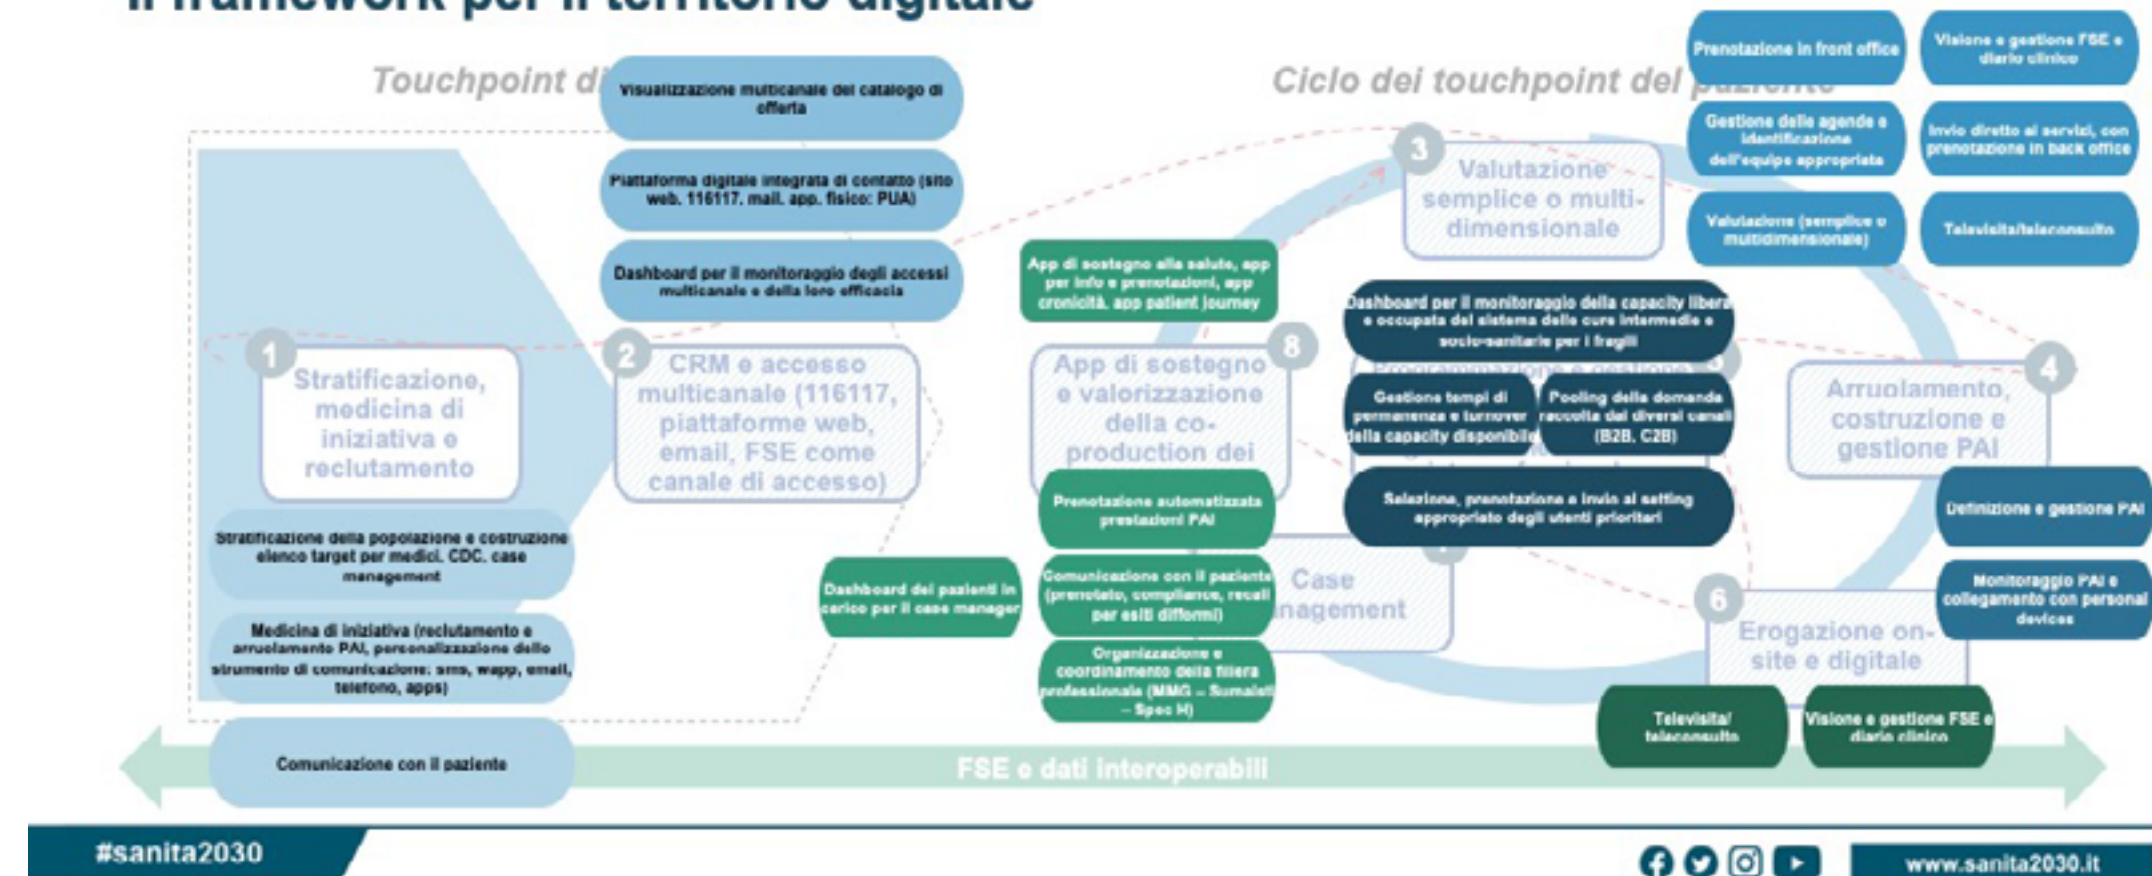 Il framework per il territorio digitale
Touchpoint di
Ciclo dei touchpoint del paziente
Visualizzazione multicanale del catalogo di
offerta
Piattaforma digitale integrata di contatto (sito
web, 116117, mail, app, fisico: PUA)
Dashboard per il monitoraggio degli accessi
multicanale e della loro efficacia
1
Stratificazione,
medicina di
iniziativa e
reclutamento
Stratificazione della popolazione e costruzione
elenco target per medici, CDC, case
management
Medicina di iniziativa (reclutamento e
arruolamento PAI, personalizzazione dello
strumento di comunicazione: sms, wapp, email,
telefono, apps)
Comunicazione con il paziente
2
CRM e accesso
multicanale (116117,
piattaforme web,
email, FSE come
canale di accesso)
3
Valutazione
semplice o multi-
dimensionale
Prenotazione in front office
Visione e gestione FSE e
diario clinico
Gestione delle agende e
identificazione
dell'equipe appropriata
Invio diretto ai servizi, con
prenotazione in back office
Valutazione (semplice o
multidimensionale)
Televisita/teleconsulto
4
Arruolamento,
costruzione e
gestione PAI
Definizione e gestione PAI
Monitoraggio PAI e
collegamento con personal
devices
Programmazione e gestione
Dashboard per il monitoraggio della capacity libera
e occupata del sistema delle cure intermedie e
socio-sanitarie per i fragili
Gestione tempi di
permanenza e turnover
della capacity disponibile
Pooling della domanda
raccolta dai diversi canali
(B2B, C2B)
Selezione, prenotazione e invio al setting
appropriato degli utenti prioritari
6
Erogazione on-
site e digitale
Televisita/
teleconsulto
Visione e gestione FSE e
diario clinico
Case
nagement
Dashboard dei pazienti in
carico per il case manager
Prenotazione automatizzata
prestazioni PAI
Comunicazione con il paziente
(prenotato, compliance, recall
per esiti difformi)
Organizzazione e
coordinamento della filiera
professionale (MMG – Sumaisti
– Spec H)
8
App di sostegno
e valorizzazione
della co-
production dei
App di sostegno alla salute, app
per info e prenotazioni, app
cronicità, app patient journey
FSE e dati interoperabili
#sanita2030
www.sanita2030.it